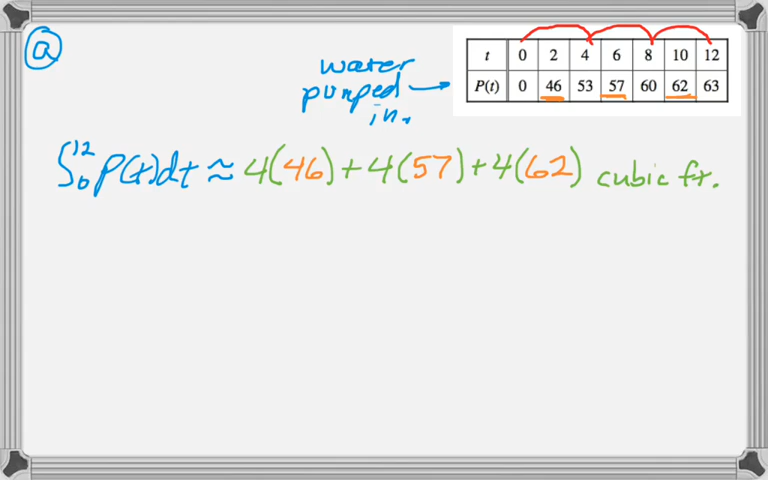 a
t 0 2 4 6 8 10 12
P(t) 0 46 53 57 60 62 63
water
pumped
in.
∫₀¹² P(t)dt ≈ 4(46) + 4(57) + 4(62) cubic ft.